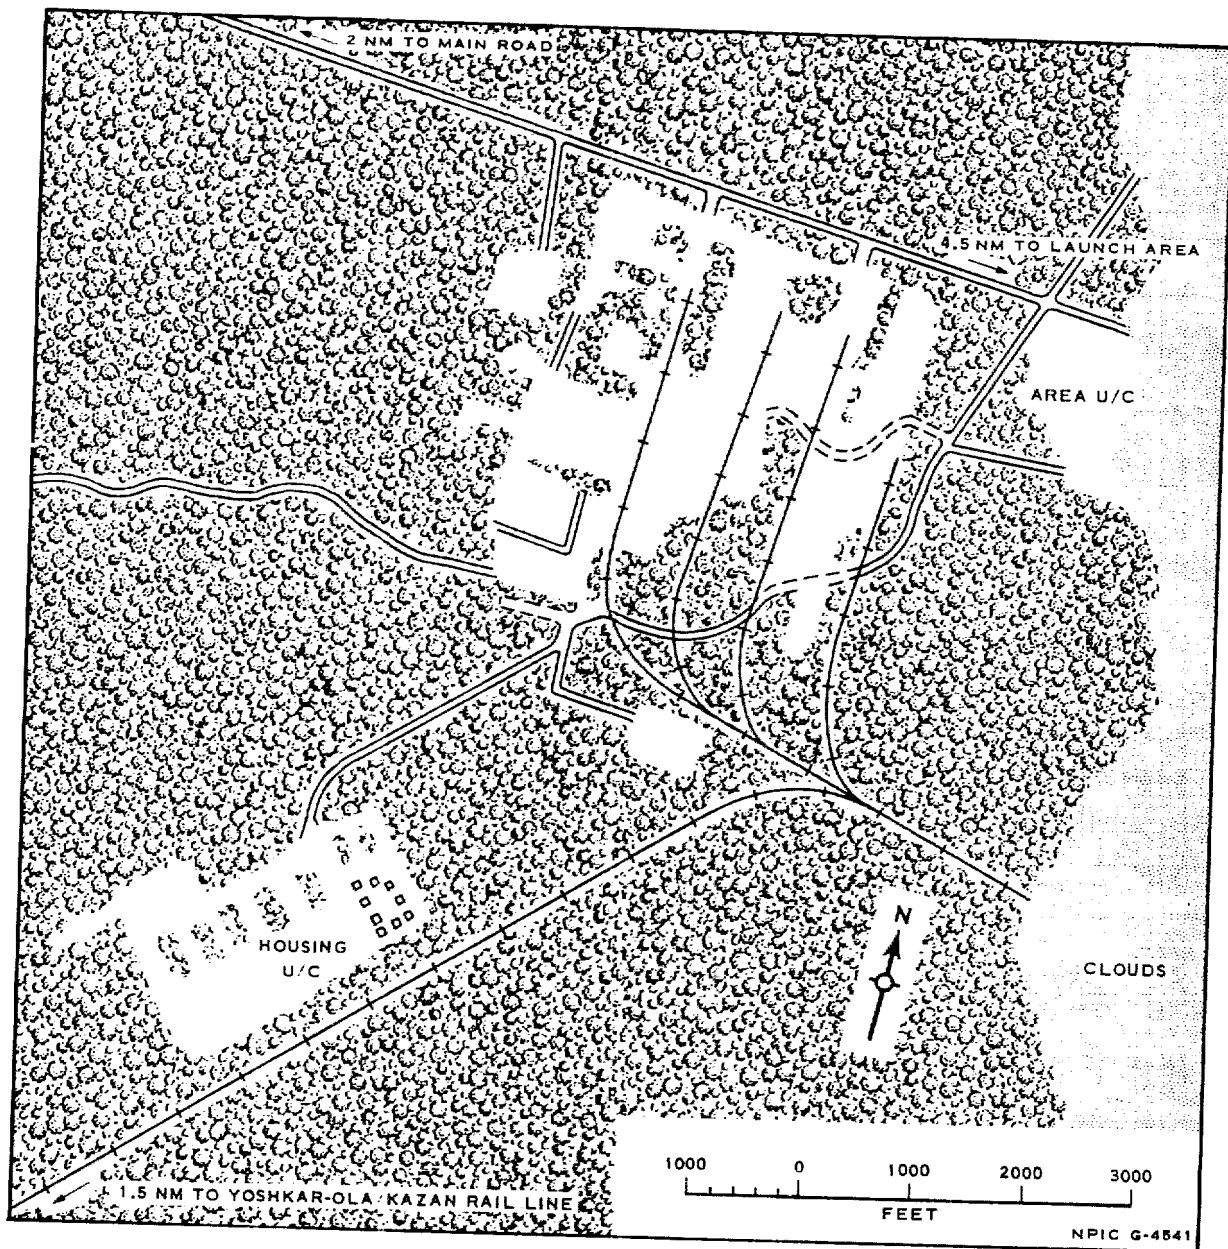 2 NM TO MAIN ROAD
4.5 NM TO LAUNCH AREA
AREA U/C
HOUSING
U/C
N
CLOUDS
1.5 NM TO YOSHKAR-OLA/KAZAN RAIL LINE
1000 0 1000 2000 3000
FEET
NPIC G-4541